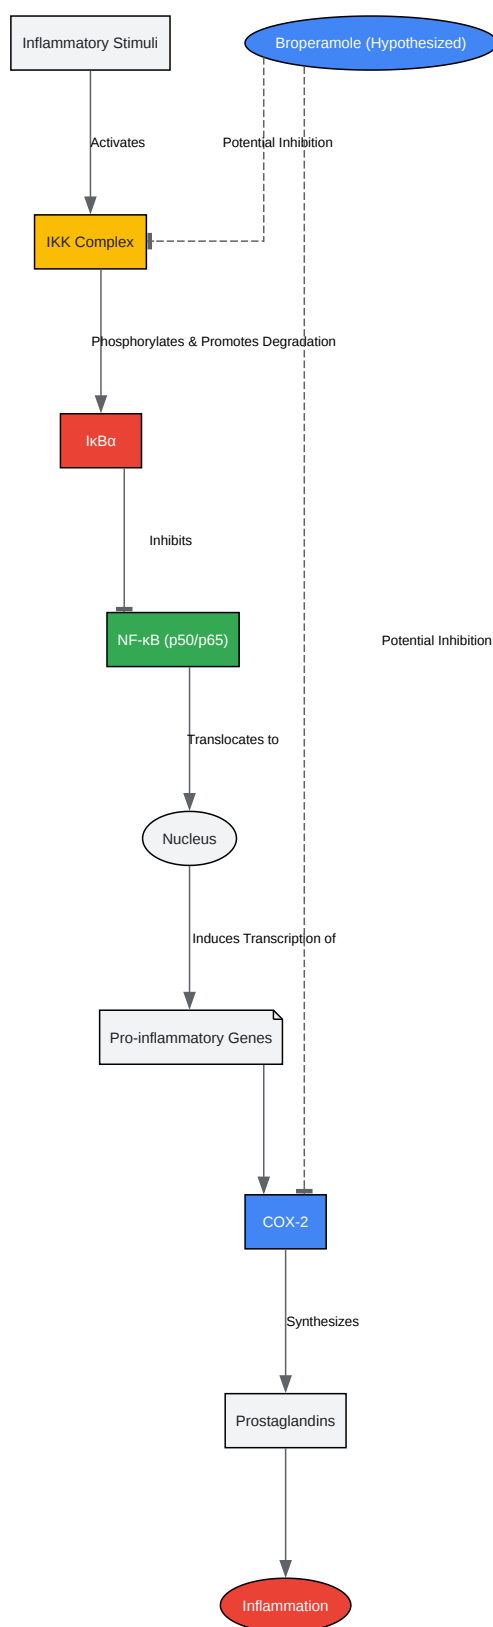 Inflammatory Stimuli
Broperamole (Hypothesized)
Activates
Potential Inhibition
IKK Complex
Phosphorylates & Promotes Degradation
IκBα
Inhibits
NF-κB (p50/p65)
Potential Inhibition
Translocates to
Nucleus
Induces Transcription of
Pro-inflammatory Genes
COX-2
Synthesizes
Prostaglandins
Inflammation